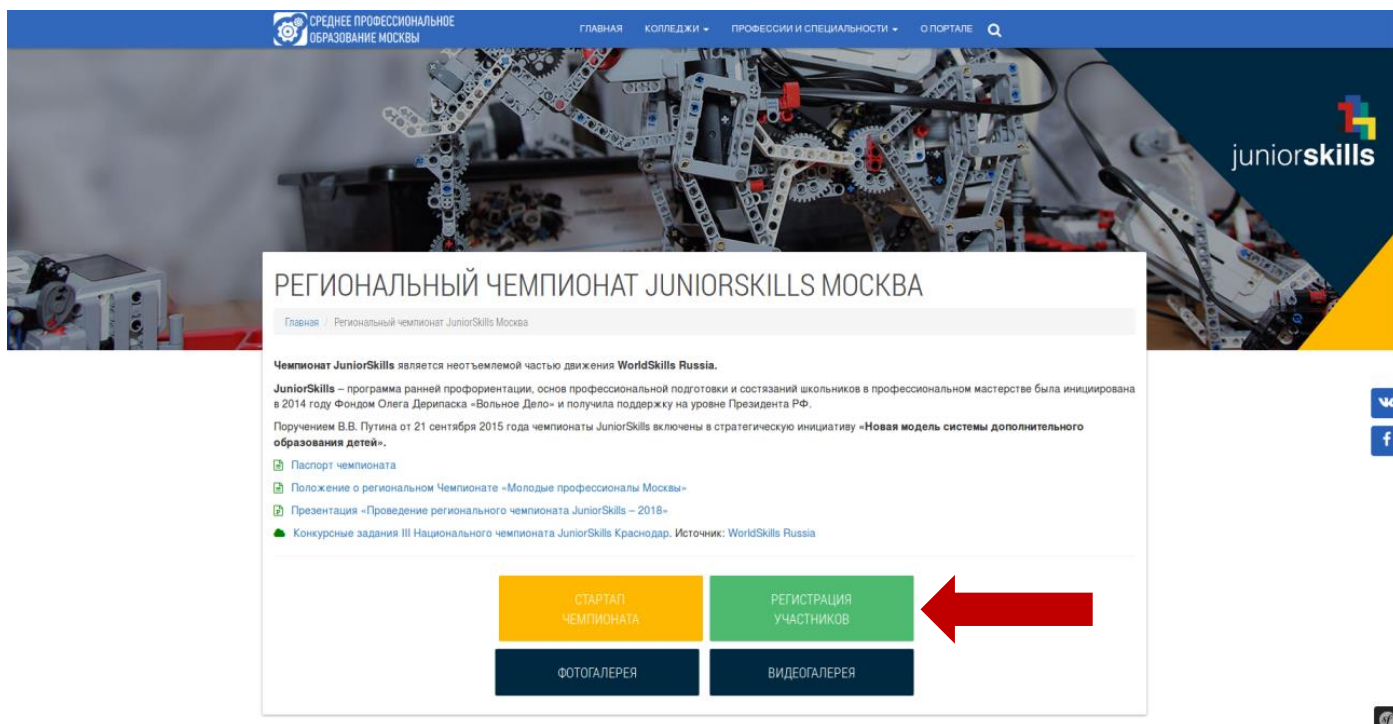 СРЕДНЕЕ ПРОФЕССИОНАЛЬНОЕ
ОБРАЗОВАНИЕ МОСКВЫ
ГЛАВНАЯ КОЛЛЕДЖИ ПРОФЕССИИ И СПЕЦИАЛЬНОСТИ О ПОРТАЛЕ
juniorskills
РЕГИОНАЛЬНЫЙ ЧЕМПИОНАТ JUNIORSKILLS МОСКВА
Главная / Региональный чемпионат JuniorSkills Москва
Чемпионат JuniorSkills является неотъемлемой частью движения WorldSkills Russia.
JuniorSkills – программа ранней профориентации, основ профессиональной подготовки и состязаний школьников в профессиональном мастерстве была инициирована
в 2014 году Фондом Олега Дерипаска «Вольное Дело» и получила поддержку на уровне Президента РФ.
Поручением В.В. Путина от 21 сентября 2015 года чемпионаты JuniorSkills включены в стратегическую инициативу «Новая модель системы дополнительного
образования детей».
Паспорт чемпионата
Положение о региональном Чемпионате «Молодые профессионалы Москвы»
Презентация «Проведение регионального чемпионата JuniorSkills – 2018»
Конкурсные задания III Национального чемпионата JuniorSkills Краснодар. Источник: WorldSkills Russia
СТАРТАП
ЧЕМПИОНАТА
РЕГИСТРАЦИЯ
УЧАСТНИКОВ
ФОТОГАЛЕРЕЯ
ВИДЕОГАЛЕРЕЯ